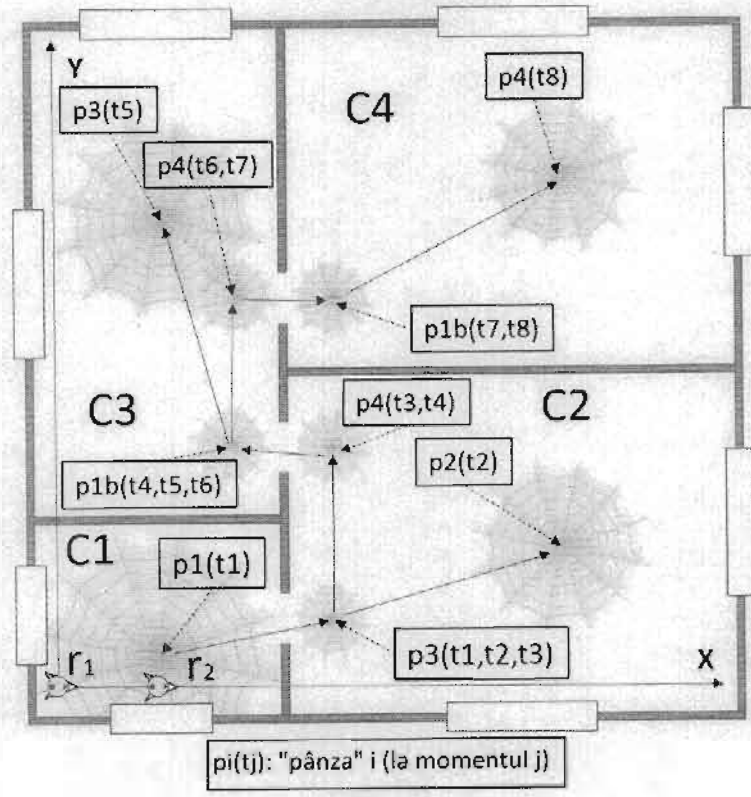 Y
p3(t5)
p4(t6,t7)
C4
p4(t8)
p1b(t7,t8)
C3
p4(t3,t4)
C2
p1b(t4,t5,t6)
p2(t2)
C1
p1(t1)
r1
r2
p3(t1,t2,t3)
X
pi(tj): "pânza" i (la momentul j)